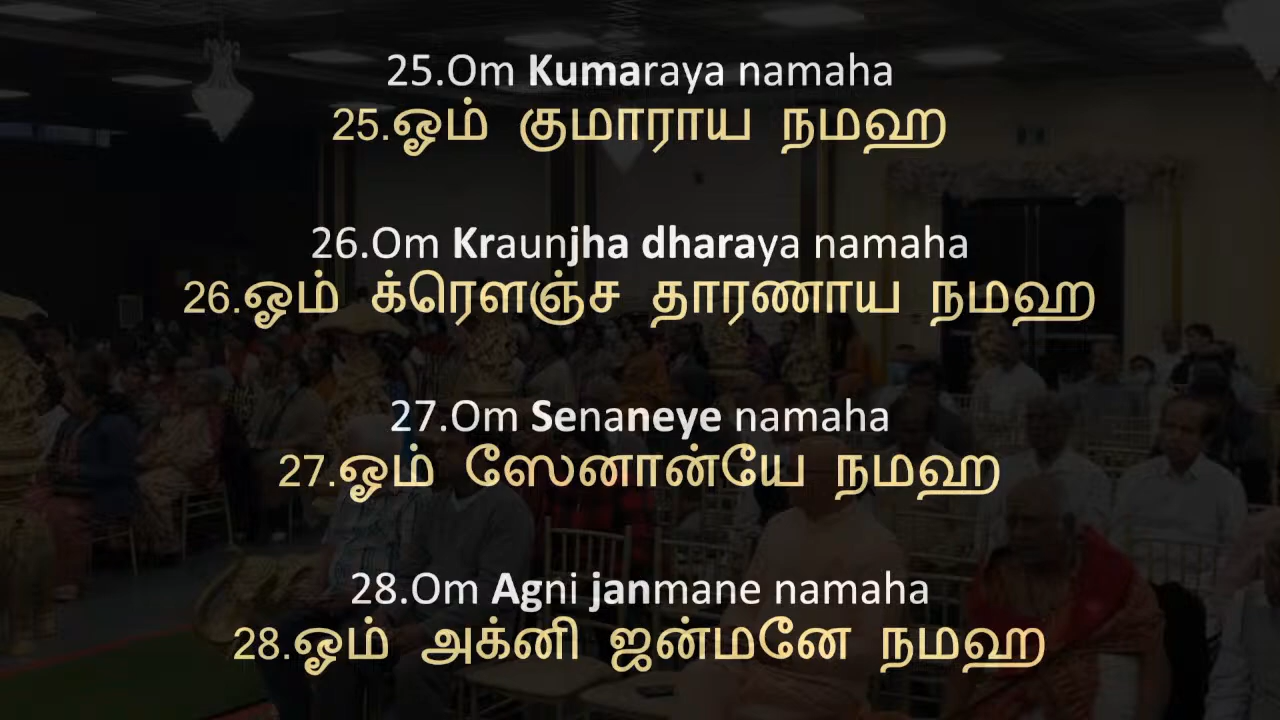 25.Om Kumaraya namaha
25.ஓம் குமாராய நமஹ
26.Om Kraunjha dharaya namaha
26.ஓம் க்ரௌஞ்ச தாரணாய நமஹ
27.Om Senaneye namaha
27.ஓம் ஸேனான்யே நமஹ
28.Om Agni janmane namaha
28.ஓம் அக்னி ஜன்மனே நமஹ